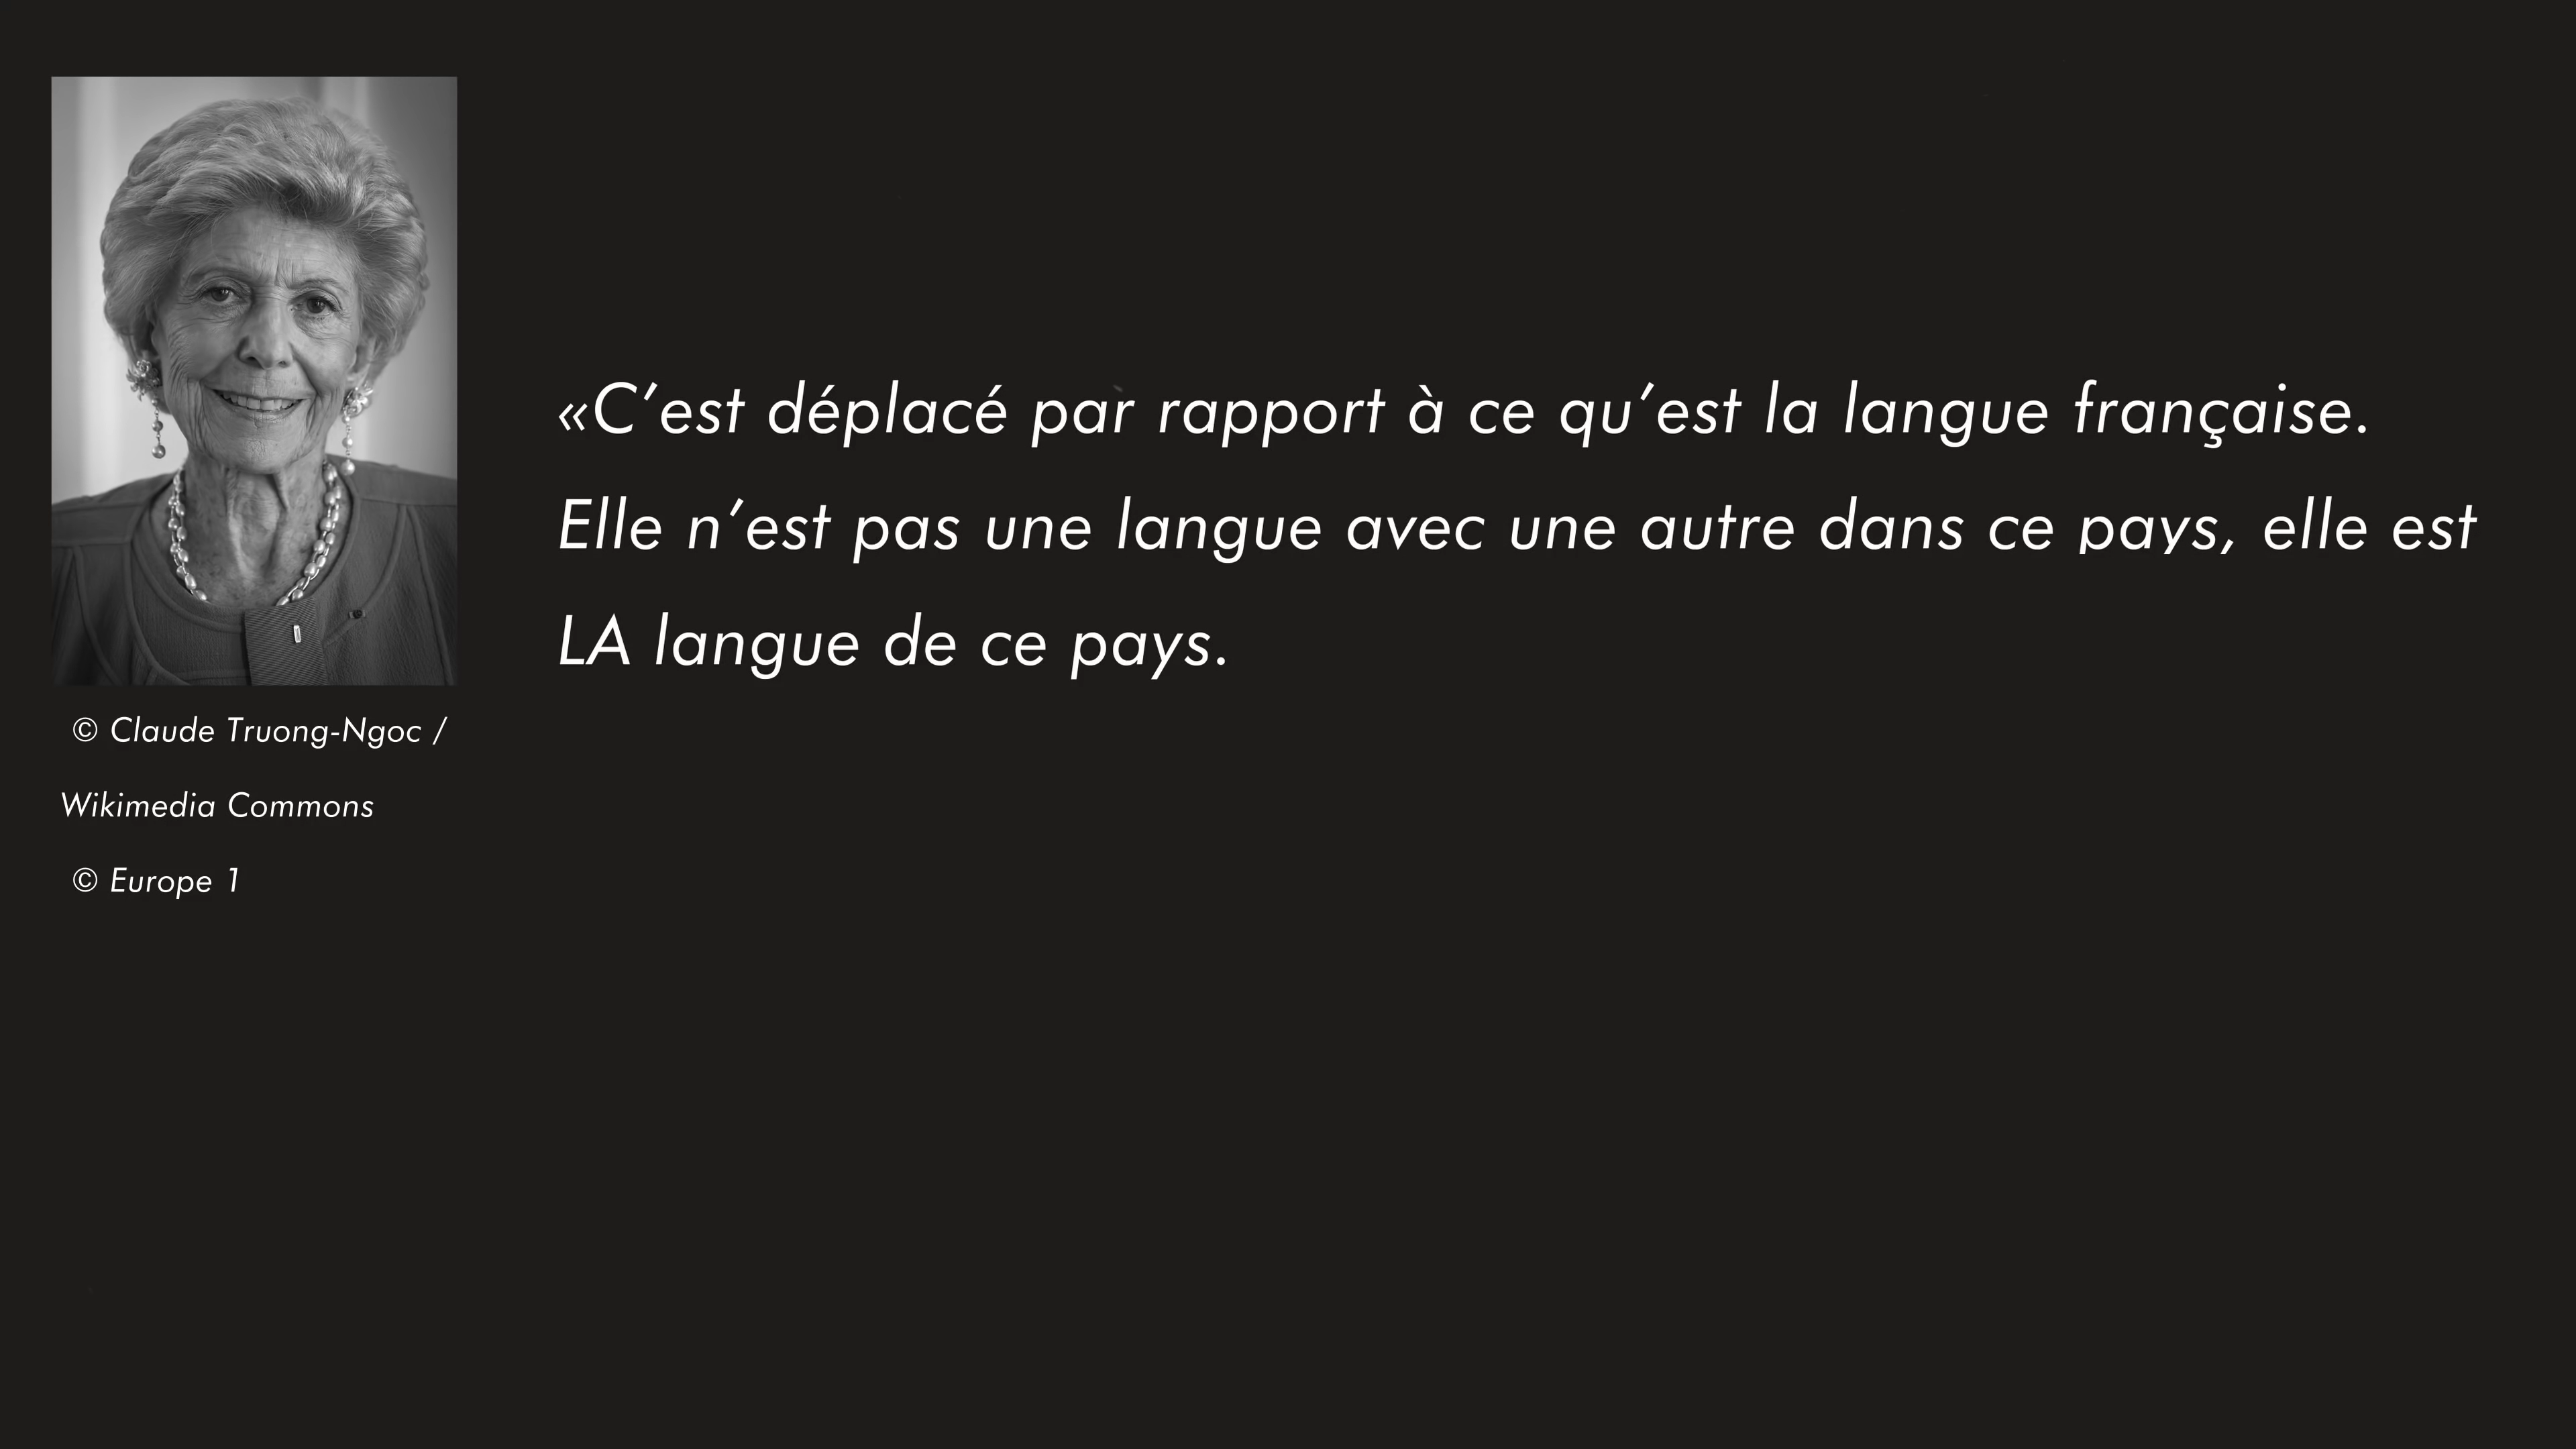 «C’est déplacé par rapport à ce qu’est la langue française.
Elle n’est pas une langue avec une autre dans ce pays, elle est
LA langue de ce pays.
© Claude Truong-Ngoc /
Wikimedia Commons
© Europe 1